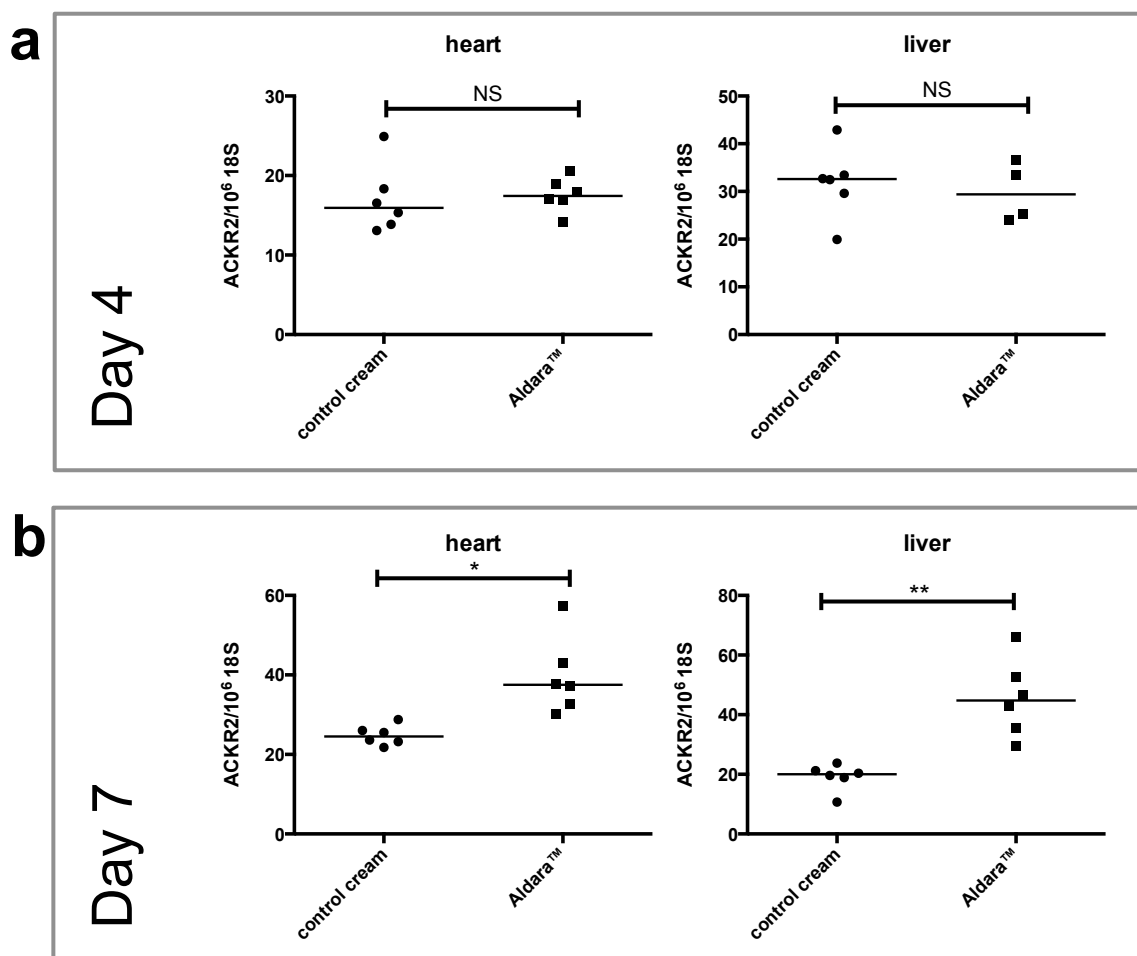 a
Day 4
heart
NS
ACKR2/10⁶ 18S
30
20
10
0
control cream
Aldara™
liver
NS
ACKR2/10⁶ 18S
50
40
30
20
10
0
control cream
Aldara™
b
Day 7
heart
*
ACKR2/10⁶ 18S
60
40
20
0
control cream
Aldara™
liver
**
ACKR2/10⁶ 18S
80
60
40
20
0
control cream
Aldara™